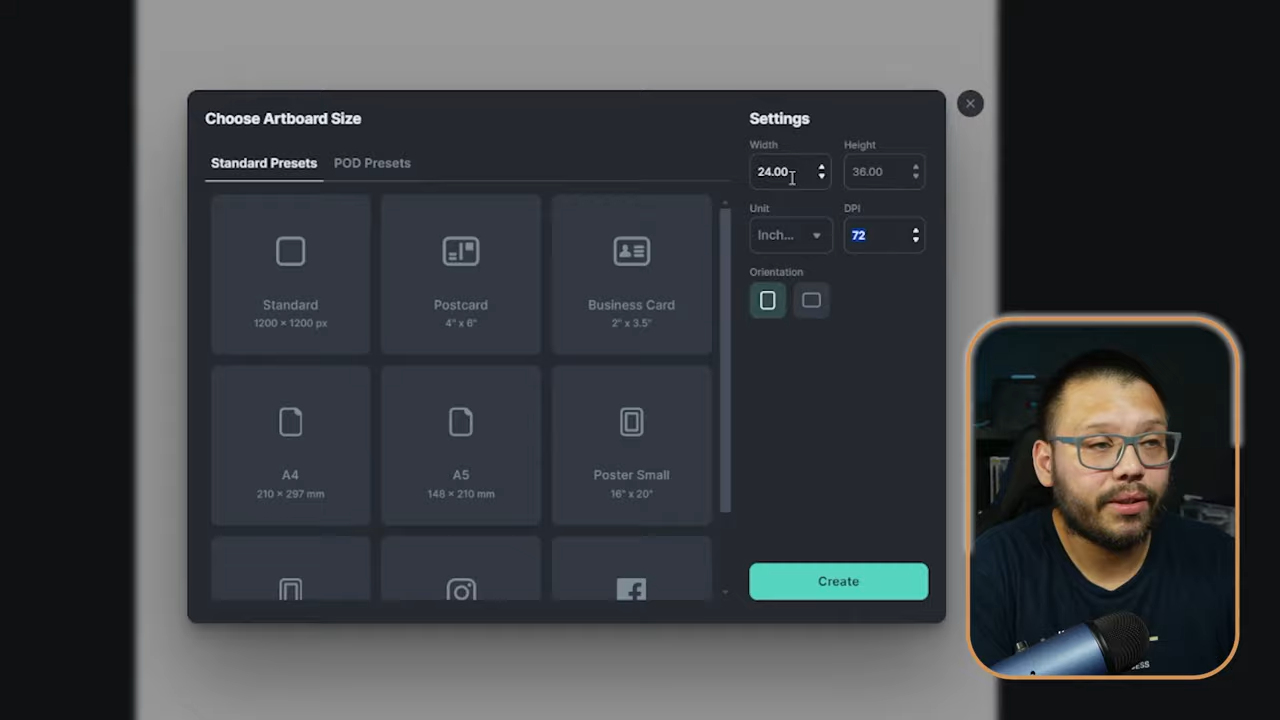 Choose Artboard Size
Standard Presets POD Presets
Standard
1200 × 1200 px
Postcard
4" x 6"
Business Card
2" x 3.5"
A4
210 × 297 mm
A5
148 × 210 mm
Poster Small
16" x 20"
Settings
Width Height
24.00 36.00
Unit DPI
Inch... 72
Orientation
Create